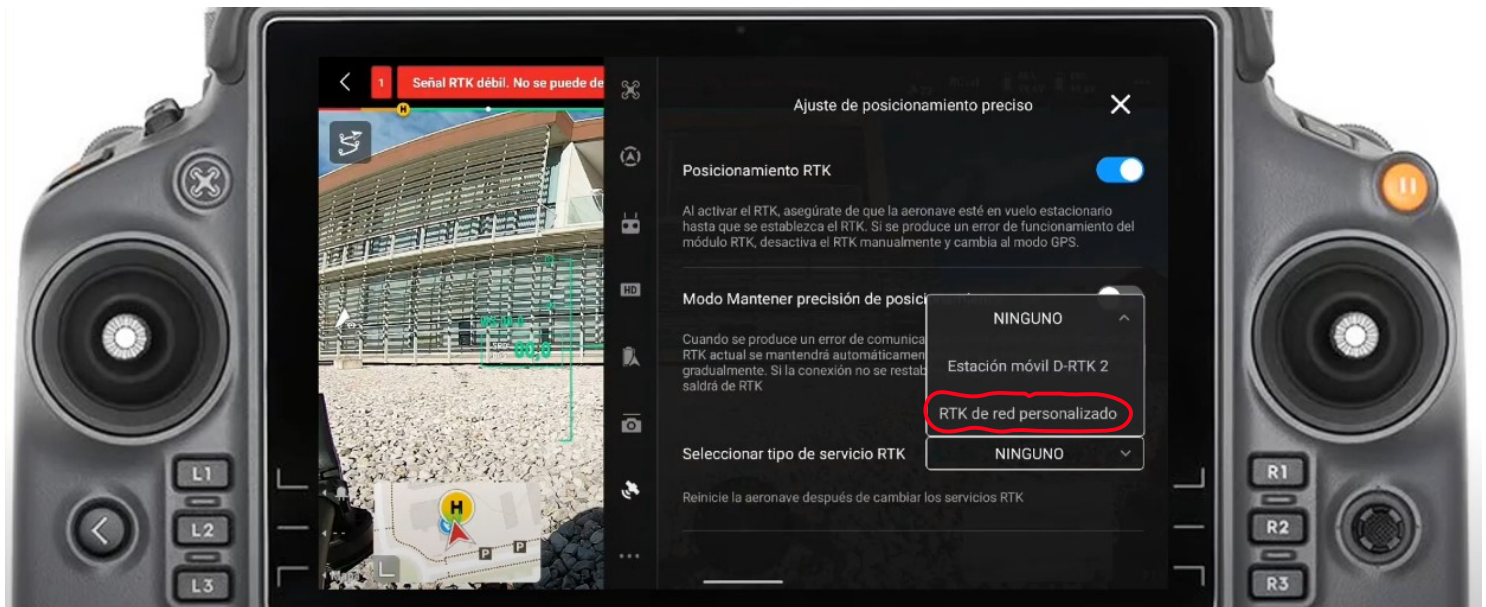 1 Señal RTK débil. No se puede de
H
Ajuste de posicionamiento preciso
Posicionamiento RTK
Al activar el RTK, asegúrate de que la aeronave esté en vuelo estacionario
hasta que se establezca el RTK. Si se produce un error de funcionamiento del
módulo RTK, desactiva el RTK manualmente y cambia al modo GPS.
HD
Modo Mantener precisión de posici
NINGUNO
Cuando se produce un error de comunica
RTK actual se mantendrá automáticamen
gradualmente. Si la conexión no se restab
saldrá de RTK
Estación móvil D-RTK 2
RTK de red personalizado
Seleccionar tipo de servicio RTK
NINGUNO
Reinicie la aeronave después de cambiar los servicios RTK
00,0
H
P
P
Mapa
L1
L2
L3
R1
R2
R3